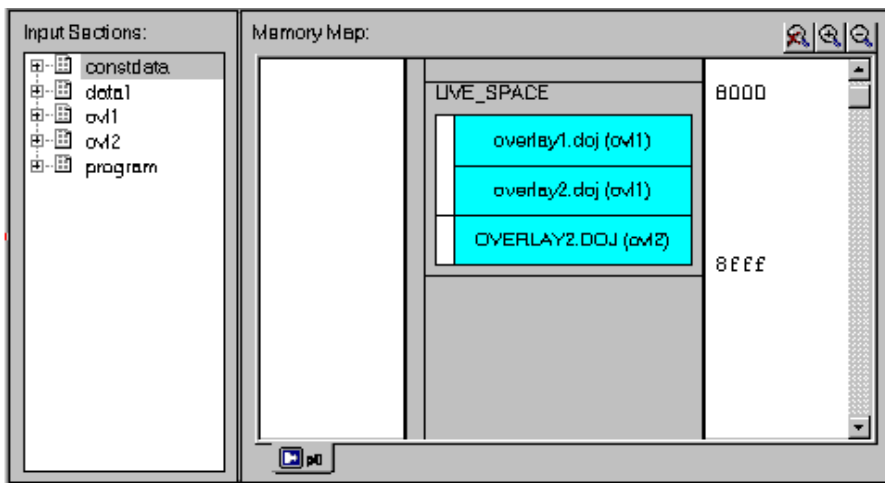 Input Sections:
constdata
data1
ovl1
ovl2
program
Memory Map:
LIVE_SPACE
overlay1.doj (ovl1)
overlay2.doj (ovl1)
OVERLAY2.DOJ (ovl2)
8000
8fff
p0